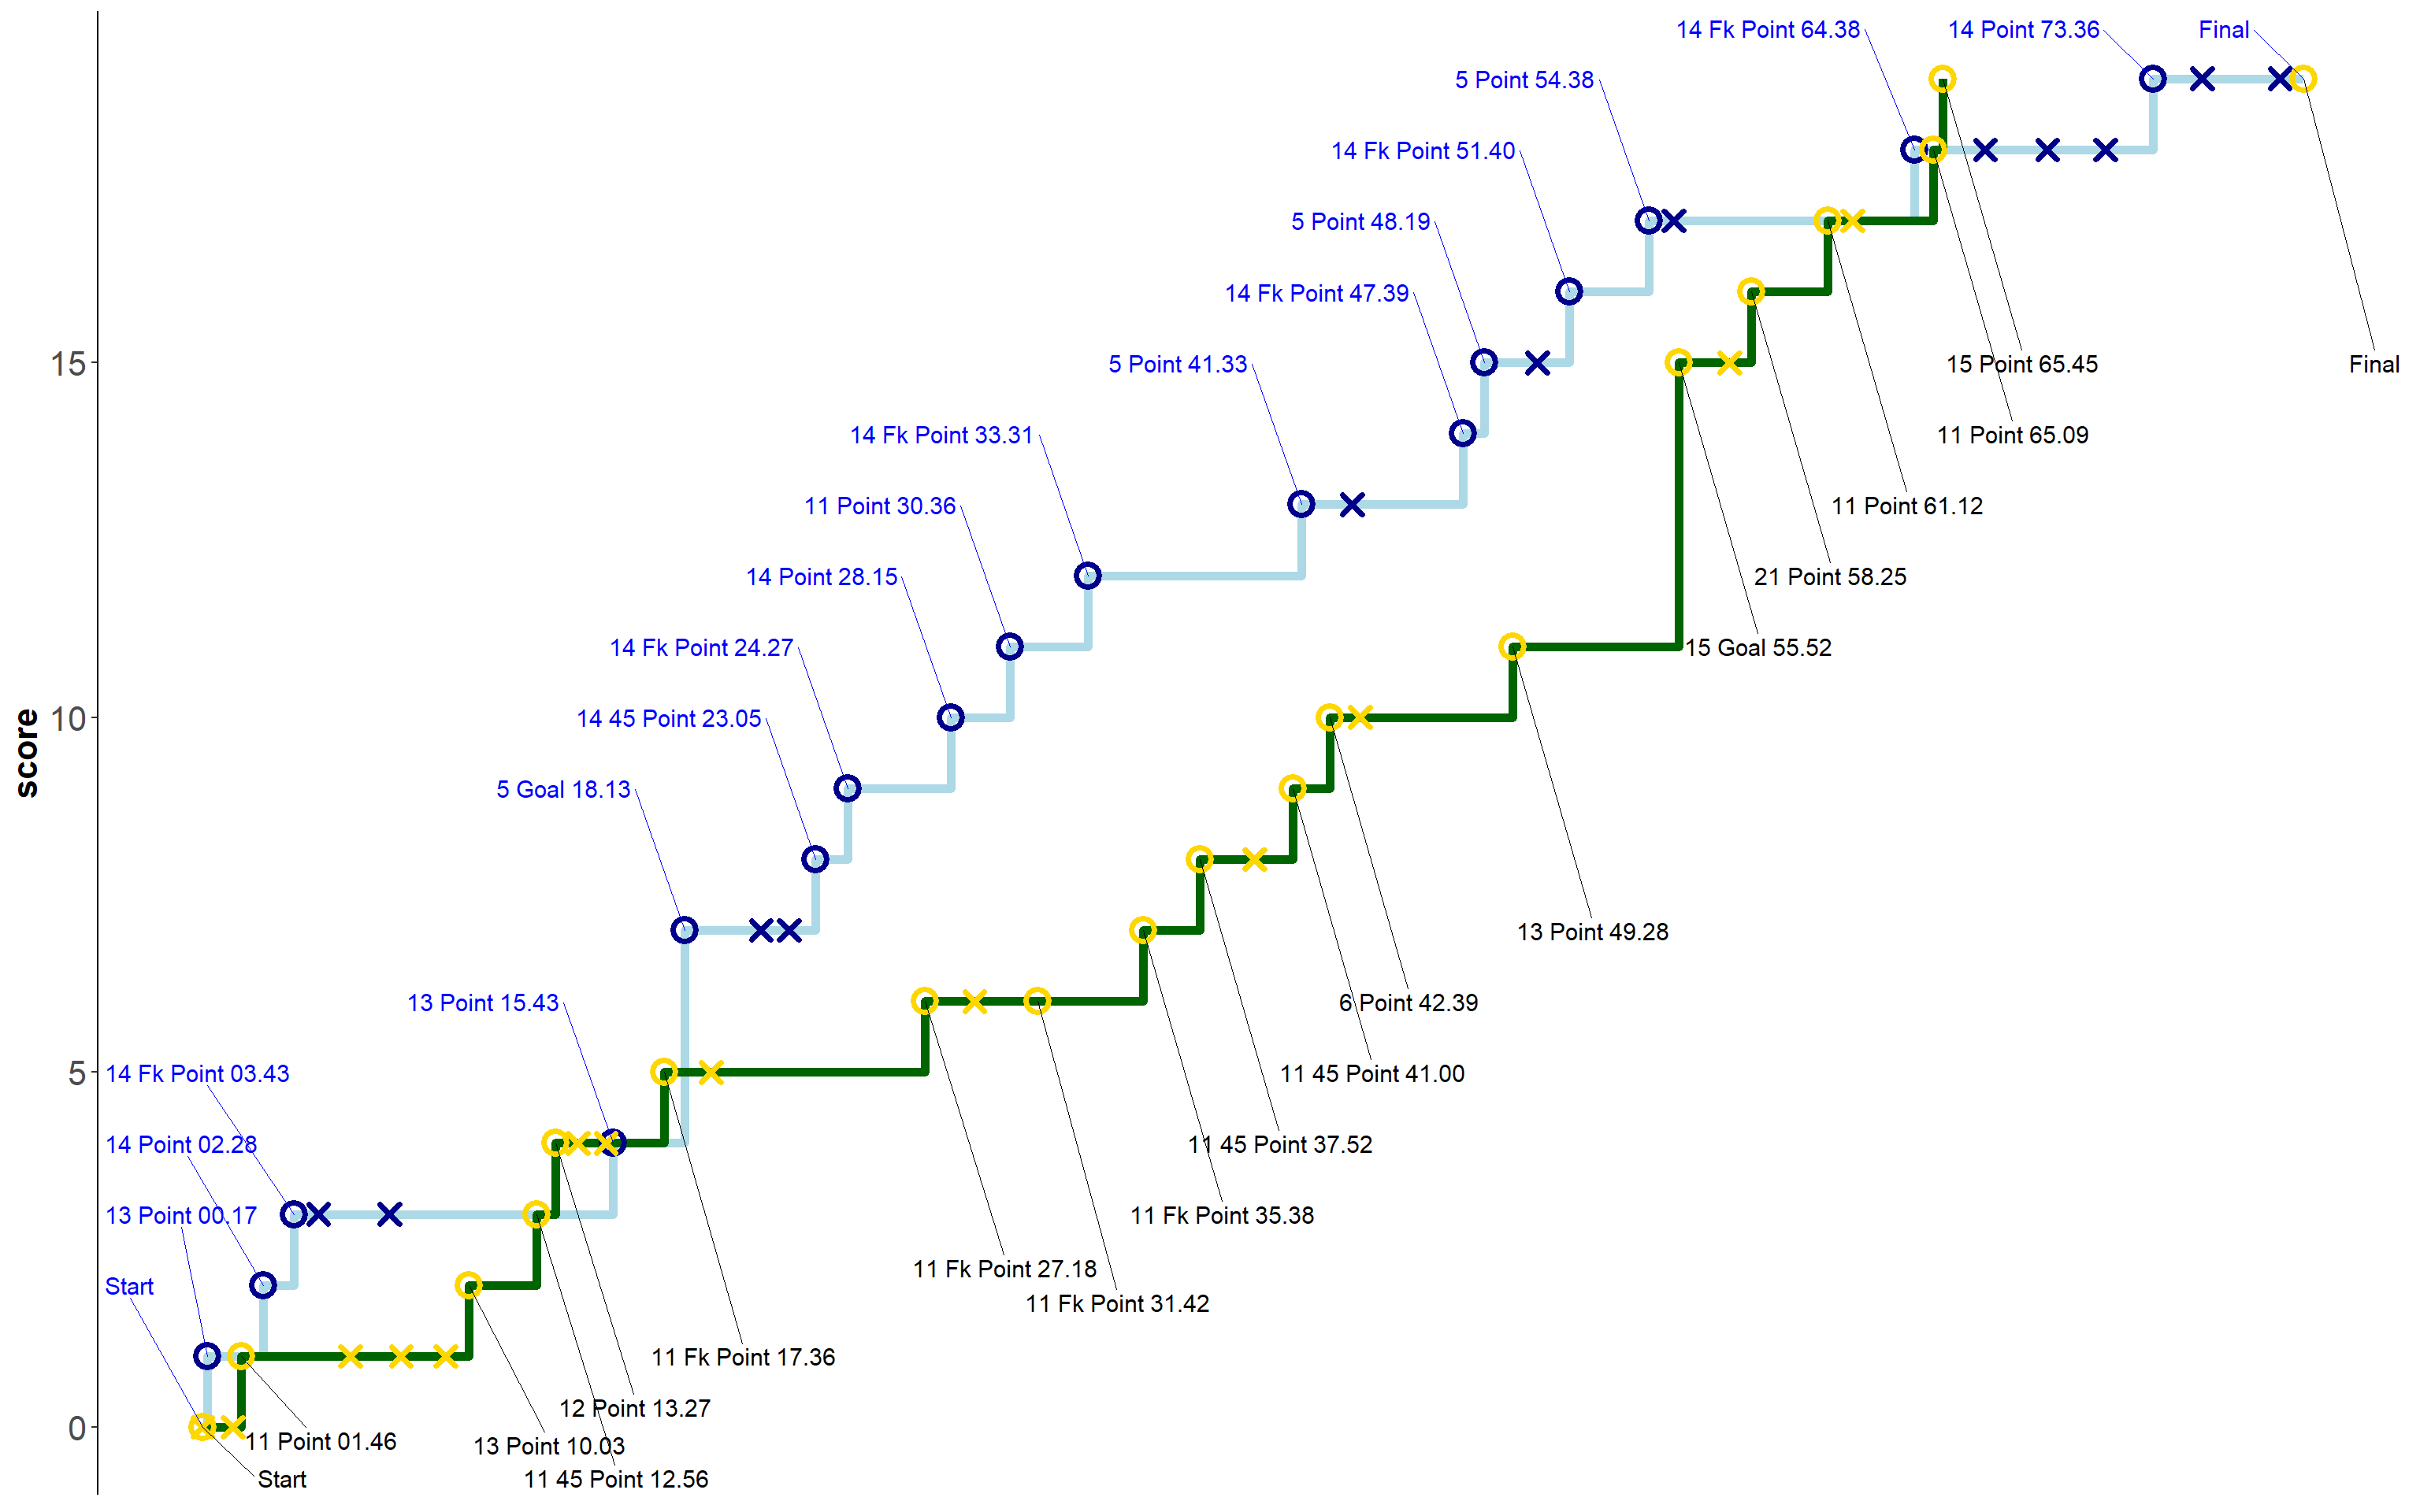 14 Fk Point 64.38
14 Point 73.36
Final
5 Point 54.38
14 Fk Point 51.40
5 Point 48.19
14 Fk Point 47.39
15
5 Point 41.33
15 Point 65.45
Final
14 Fk Point 33.31
11 Point 65.09
11 Point 30.36
11 Point 61.12
14 Point 28.15
21 Point 58.25
14 Fk Point 24.27
15 Goal 55.52
score
10
14 45 Point 23.05
5 Goal 18.13
13 Point 49.28
13 Point 15.43
6 Point 42.39
5
14 Fk Point 03.43
11 45 Point 41.00
14 Point 02.28
11 45 Point 37.52
13 Point 00.17
11 Fk Point 35.38
11 Fk Point 27.18
Start
11 Fk Point 31.42
11 Fk Point 17.36
12 Point 13.27
0
11 Point 01.46
13 Point 10.03
Start
11 45 Point 12.56